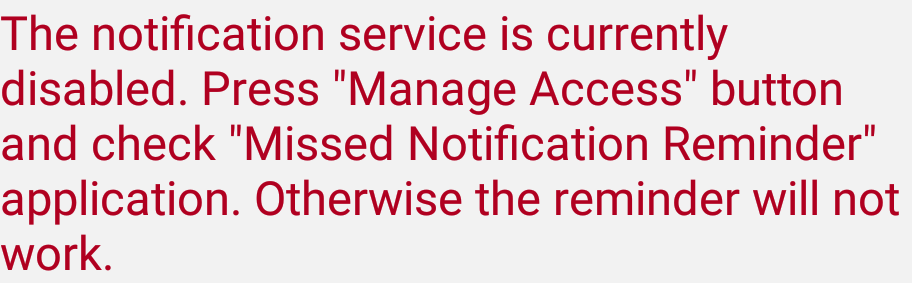 The notification service is currently
disabled. Press "Manage Access" button
and check "Missed Notification Reminder"
application. Otherwise the reminder will not
work.